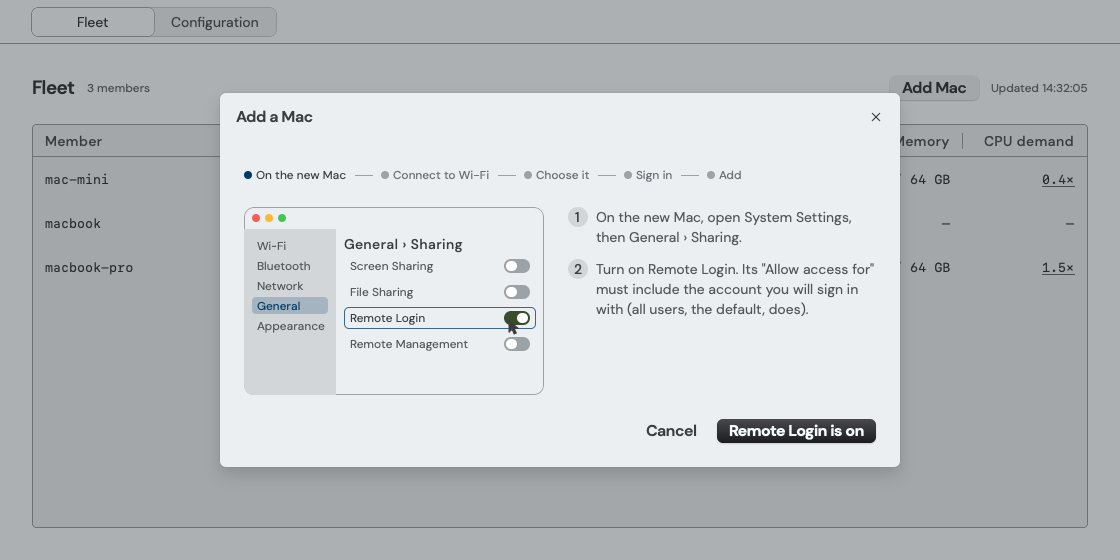 Fleet
Configuration
Fleet
3 members
Add Mac
Updated 14:32:05
Member
Memory
CPU demand
mac-mini
64 GB
0.4×
macbook
—
—
macbook-pro
64 GB
1.5×
Add a Mac
×
On the new Mac
Connect to Wi-Fi
Choose it
Sign in
Add
Wi-Fi
Bluetooth
Network
General
Appearance
General › Sharing
Screen Sharing
File Sharing
Remote Login
Remote Management
1 On the new Mac, open System Settings,
then General › Sharing.
2 Turn on Remote Login. Its "Allow access for"
must include the account you will sign in
with (all users, the default, does).
Cancel
Remote Login is on